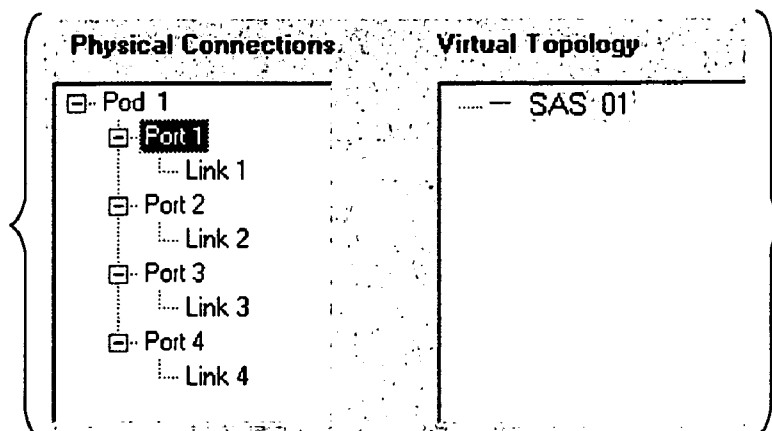 Physical Connections
Virtual Topology
Pod 1
Port 1
Link 1
Port 2
Link 2
Port 3
Link 3
Port 4
Link 4
SAS 01